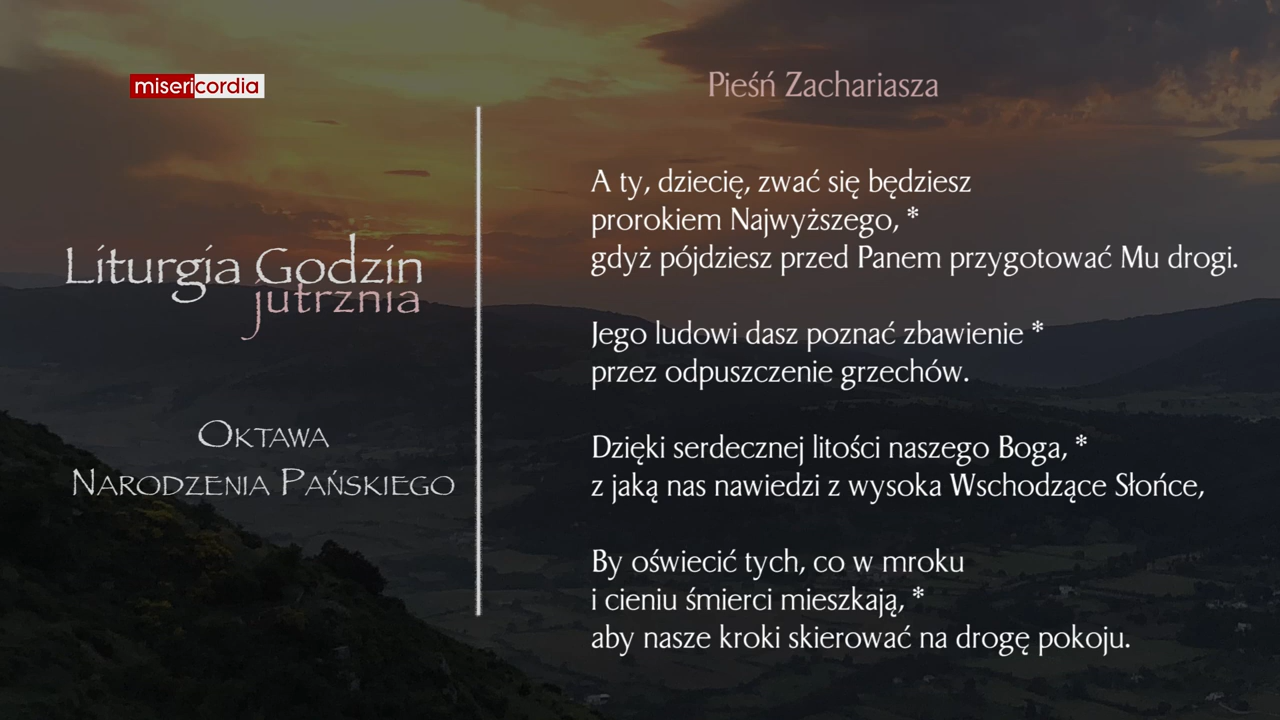 misericordia
Liturgia Godzin
jutrznia
Oktawa
Narodzenia Pańskiego
Pieśń Zachariasza
A ty, dziecię, zwać się będziesz
prorokiem Najwyższego, *
gdyż pójdziesz przed Panem przygotować Mu drogi.
Jego ludowi dasz poznać zbawienie *
przez odpuszczenie grzechów.
Dzięki serdecznej litości naszego Boga, *
z jaką nas nawiedzi z wysoka Wschodzące Słońce,
By oświecić tych, co w mroku
i cieniu śmierci mieszkają, *
aby nasze kroki skierować na drogę pokoju.